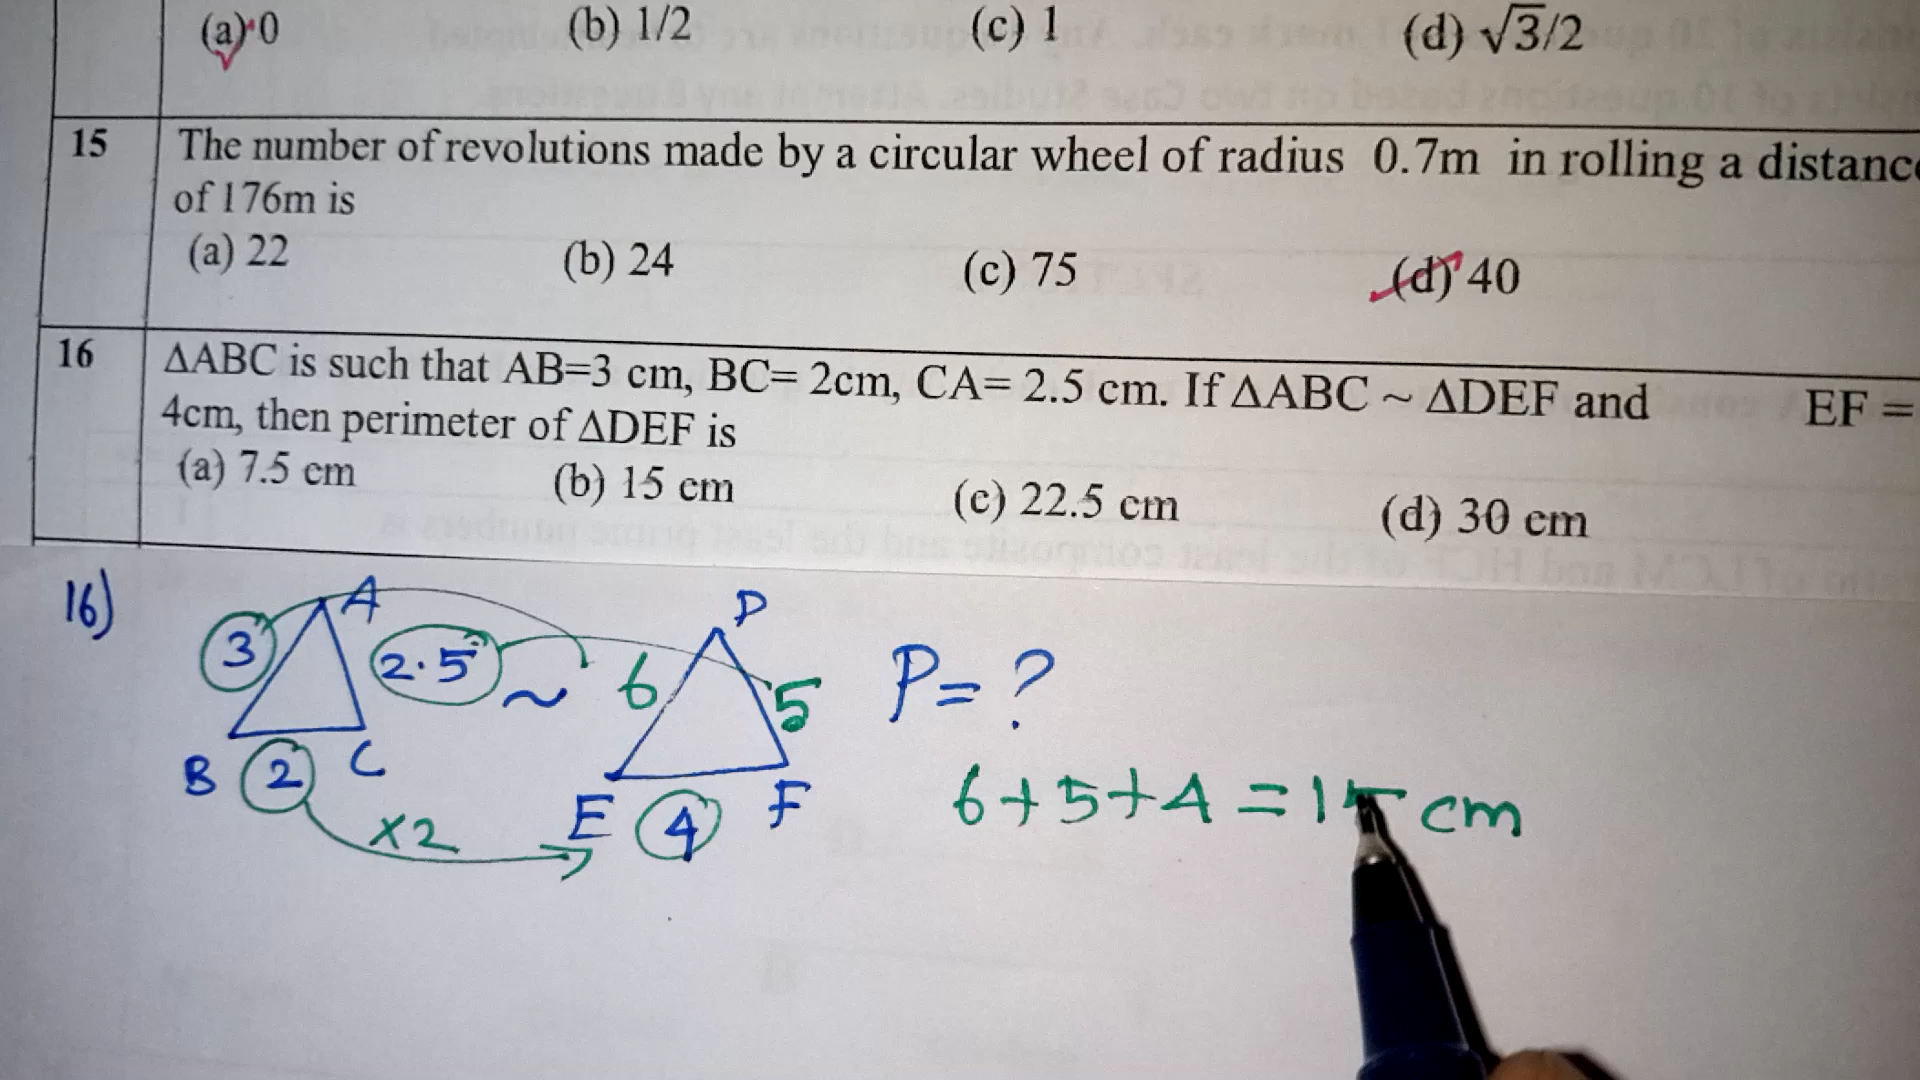 (a) 0 (b) 1/2 (c) 1 (d) √3/2
15 The number of revolutions made by a circular wheel of radius 0.7m in rolling a distance
of 176m is
(a) 22 (b) 24 (c) 75 (d) 40
16 ΔABC is such that AB=3 cm, BC= 2cm, CA= 2.5 cm. If ΔABC ~ ΔDEF and EF =
4cm, then perimeter of ΔDEF is
(a) 7.5 cm (b) 15 cm (c) 22.5 cm (d) 30 cm
16) A D
3 2.5 ~ 6 5 P = ?
B 2 C E 4 F 6+5+4 = 15 cm
×2